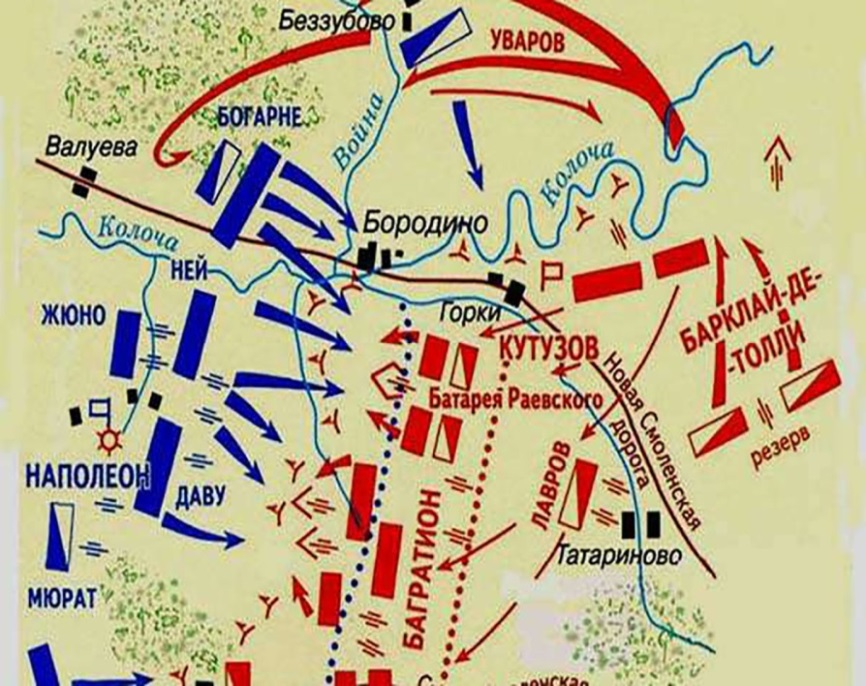 Беззубово
УВАРОВ
БОГАРНЕ
Война
Валуева
Колоча
Колоча
Бородино
НЕЙ
ЖЮНО
Горки
КУТУЗОВ
БАРКЛАЙ-ДЕ-
-ТОЛЛИ
Батарея Раевского
Новая Смоленская
дорога
резерв
НАПОЛЕОН
ДАВУ
ЛАВРОВ
БАГРАТИОН
Татариново
МЮРАТ